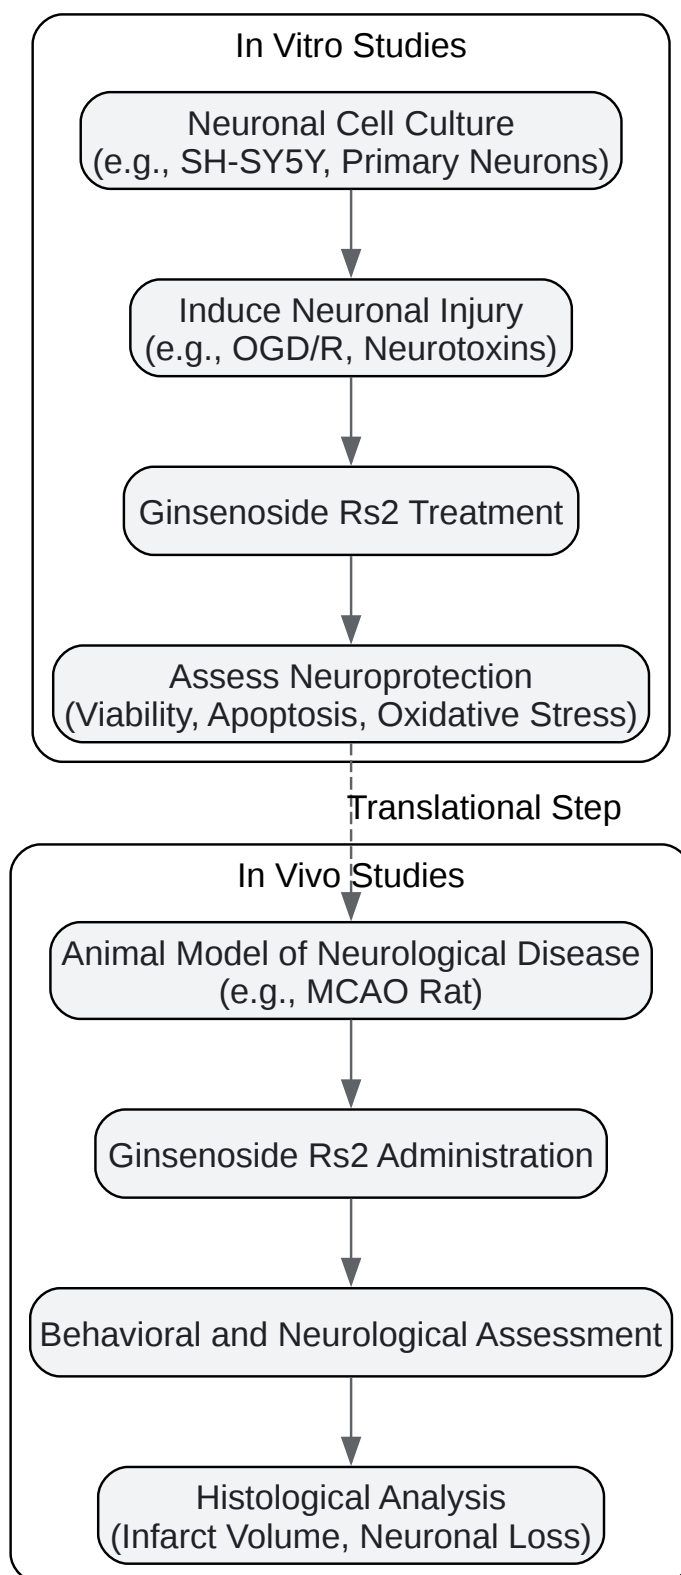 In Vitro Studies
Neuronal Cell Culture
(e.g., SH-SY5Y, Primary Neurons)
Induce Neuronal Injury
(e.g., OGD/R, Neurotoxins)
Ginsenoside Rs2 Treatment
Assess Neuroprotection
(Viability, Apoptosis, Oxidative Stress)
Translational Step
In Vivo Studies
Animal Model of Neurological Disease
(e.g., MCAO Rat)
Ginsenoside Rs2 Administration
Behavioral and Neurological Assessment
Histological Analysis
(Infarct Volume, Neuronal Loss)